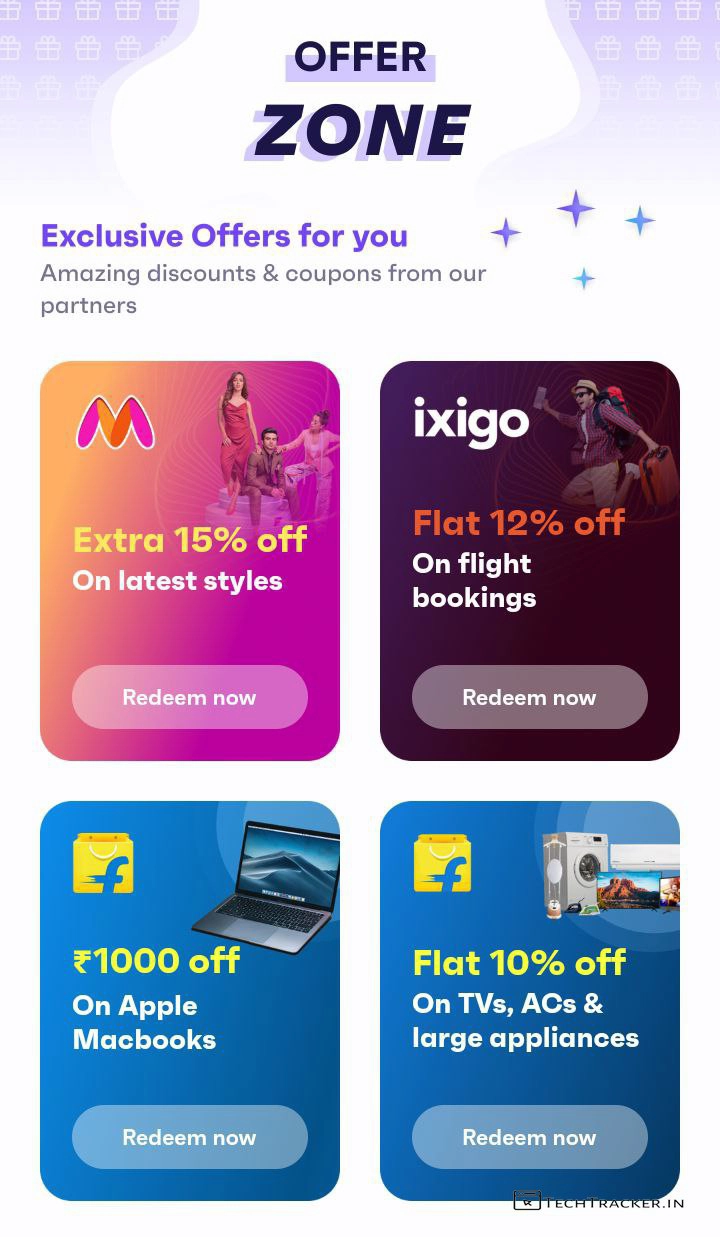 OFFER
ZONE
Exclusive Offers for you
Amazing discounts & coupons from our
partners
Extra 15% off
On latest styles
Redeem now
ixigo
Flat 12% off
On flight
bookings
Redeem now
₹1000 off
On Apple
Macbooks
Redeem now
Flat 10% off
On TVs, ACs &
large appliances
Redeem now
TECHTRACKER.IN